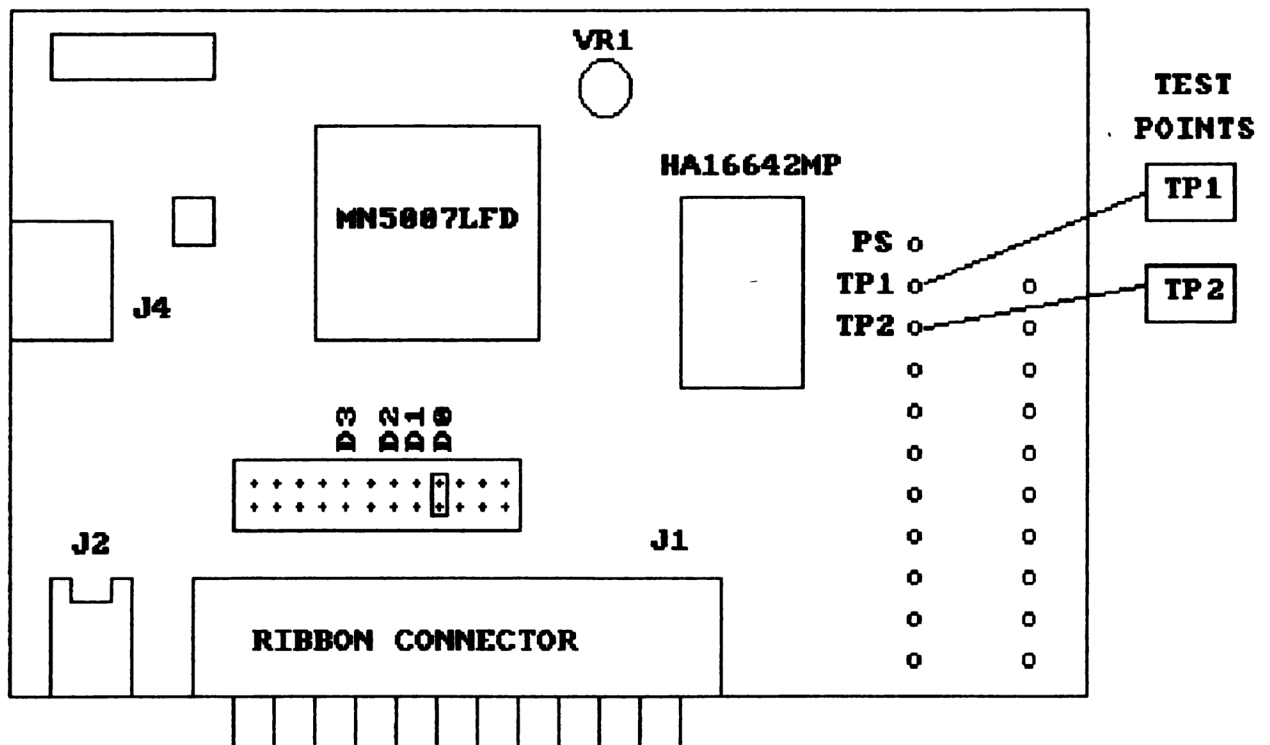 VR1
TEST
POINTS
HA16642MP
TP1
MN5007LFD
PS
TP1
TP2
TP2
J4
D3
D2
D1
D0
J2
J1
RIBBON CONNECTOR